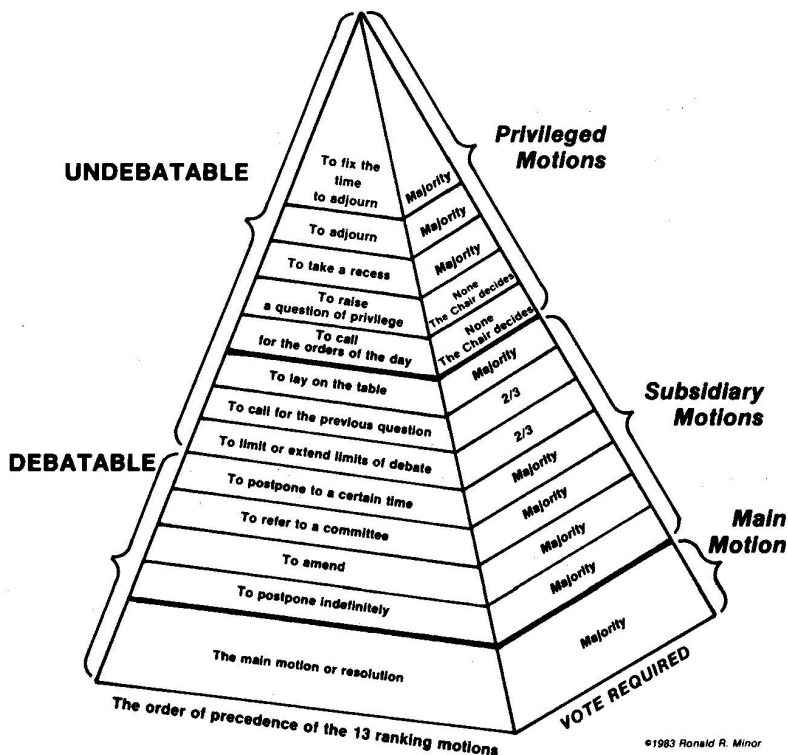 UNDEBATABLE
DEBATABLE
To fix the
time
to adjourn
To adjourn
To take a recess
To raise
a question of privilege
To call
for the orders of the day
To lay on the table
To call for the previous question
To limit or extend limits of debate
To postpone to a certain time
To refer to a committee
To amend
To postpone indefinitely
The main motion or resolution
Majority
Majority
Majority
None
The Chair decides
None
The Chair decides
Majority
2/3
2/3
Majority
Majority
Majority
Majority
Majority
Privileged
Motions
Subsidiary
Motions
Main
Motion
The order of precedence of the 13 ranking motions
VOTE REQUIRED
©1983 Ronald R. Minor